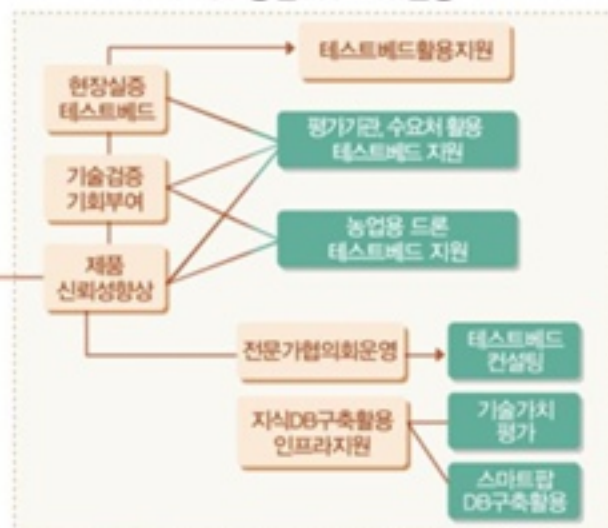 테스트베드활용지원
현장실증
테스트베드
평가기관, 수요처 활용
테스트베드 지원
기술검증
기회부여
농업용 드론
테스트베드 지원
제품
신뢰성향상
전문가협의회운영
테스트베드
컨설팅
지식DB구축활용
인프라지원
기술가치
평가
스마트팜
DB구축활용